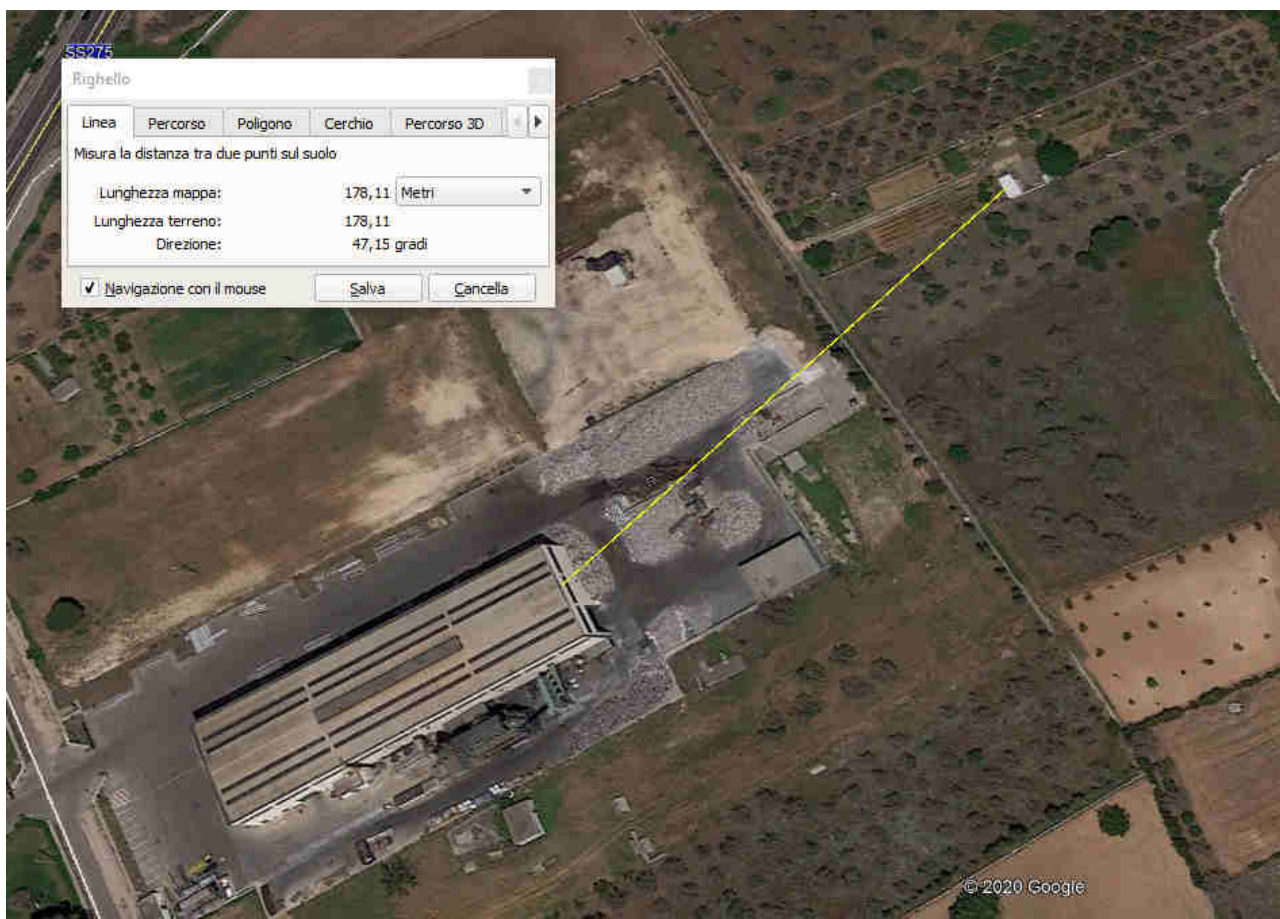 SS275
Righello
Linea Percorso Poligono Cerchio Percorso 3D
Misura la distanza tra due punti sul suolo
Lunghezza mappa: 178,11 Metri
Lunghezza terreno: 178,11
Direzione: 47,15 gradi
Navigazione con il mouse Salva Cancella
© 2020 Google